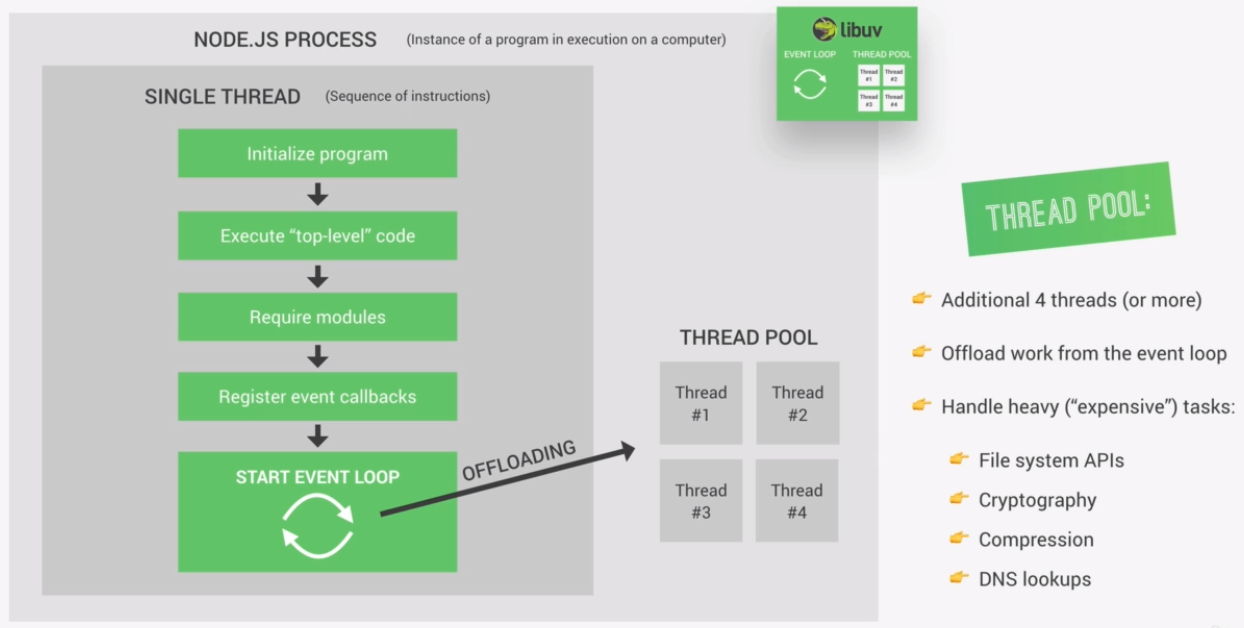 NODE.JS PROCESS (Instance of a program in execution on a computer)
libuv
EVENT LOOP THREAD POOL
Thread #1
Thread #2
Thread #3
Thread #4
SINGLE THREAD (Sequence of instructions)
Initialize program
Execute “top-level” code
Require modules
Register event callbacks
START EVENT LOOP
OFFLOADING
THREAD POOL
Thread
#1
Thread
#2
Thread
#3
Thread
#4
THREAD POOL:
Additional 4 threads (or more)
Offload work from the event loop
Handle heavy (“expensive”) tasks:
File system APIs
Cryptography
Compression
DNS lookups